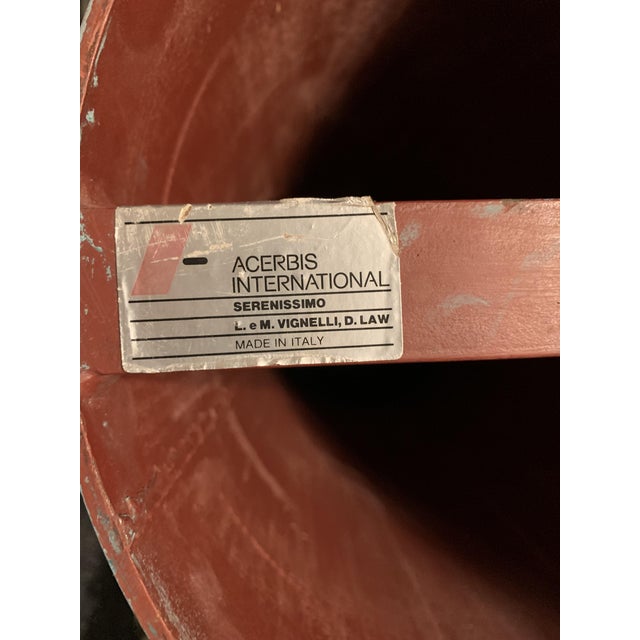 ACERBIS
INTERNATIONAL
SERENISSIMO
L. e M. VIGNELLI, D. LAW
MADE IN ITALY